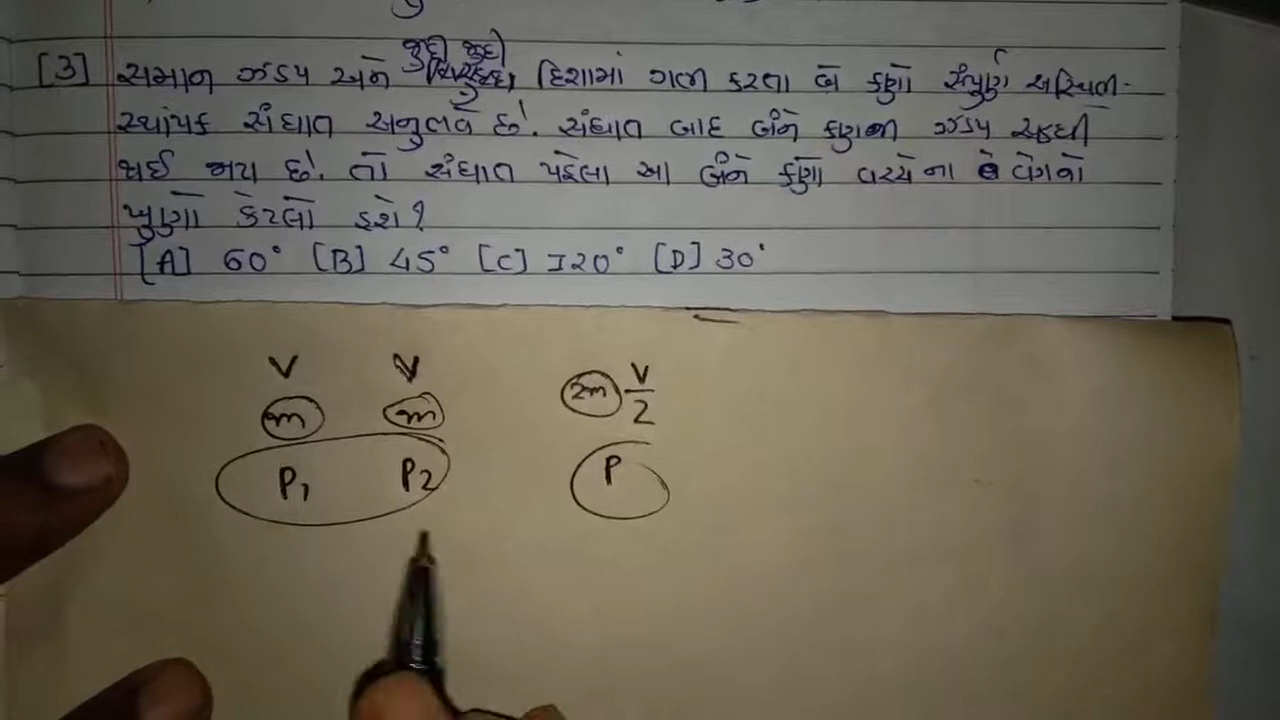 [3] સમાન ઝડપ અને જુદી જુદી દિશામાં ગતિ કરતા બે કણો સંપુર્ણ અસ્થિતિ-
સ્થાપક સંઘાત અનુભવે છે. સંઘાત બાદ બંને કણની ઝડપ અડધી
થઈ જાય છે. તો સંઘાત પહેલા આ બંને કણો વચ્ચેના વેગનો
ખુણો કેટલો હશે?
[A] 60° [B] 45° [C] 120° [D] 30°
V V
m m 2m V/2
P₁ P₂ P